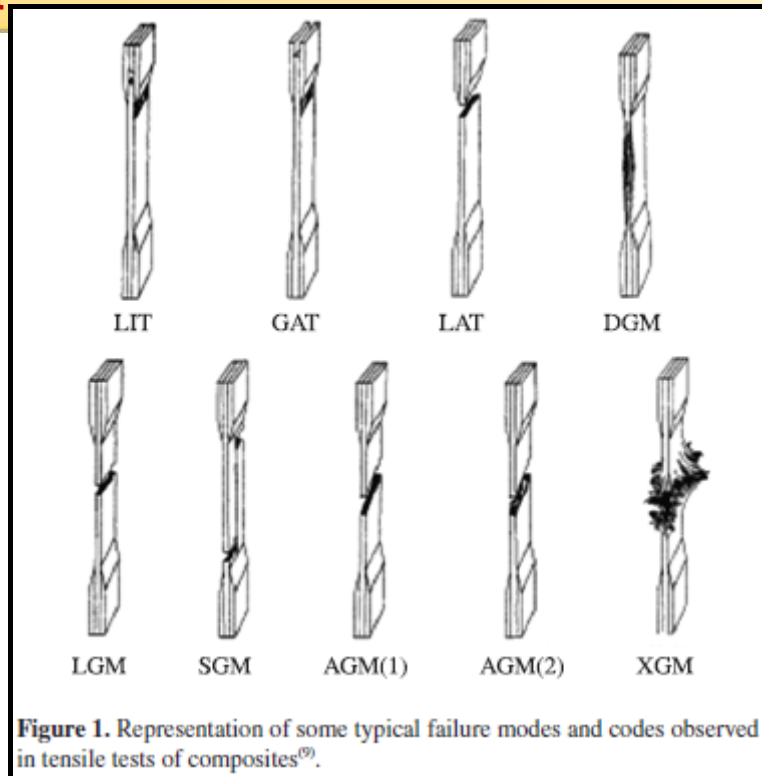 LIT GAT LAT DGM
LGM SGM AGM(1) AGM(2) XGM
Figure 1. Representation of some typical failure modes and codes observed
in tensile tests of composites⁽⁹⁾.